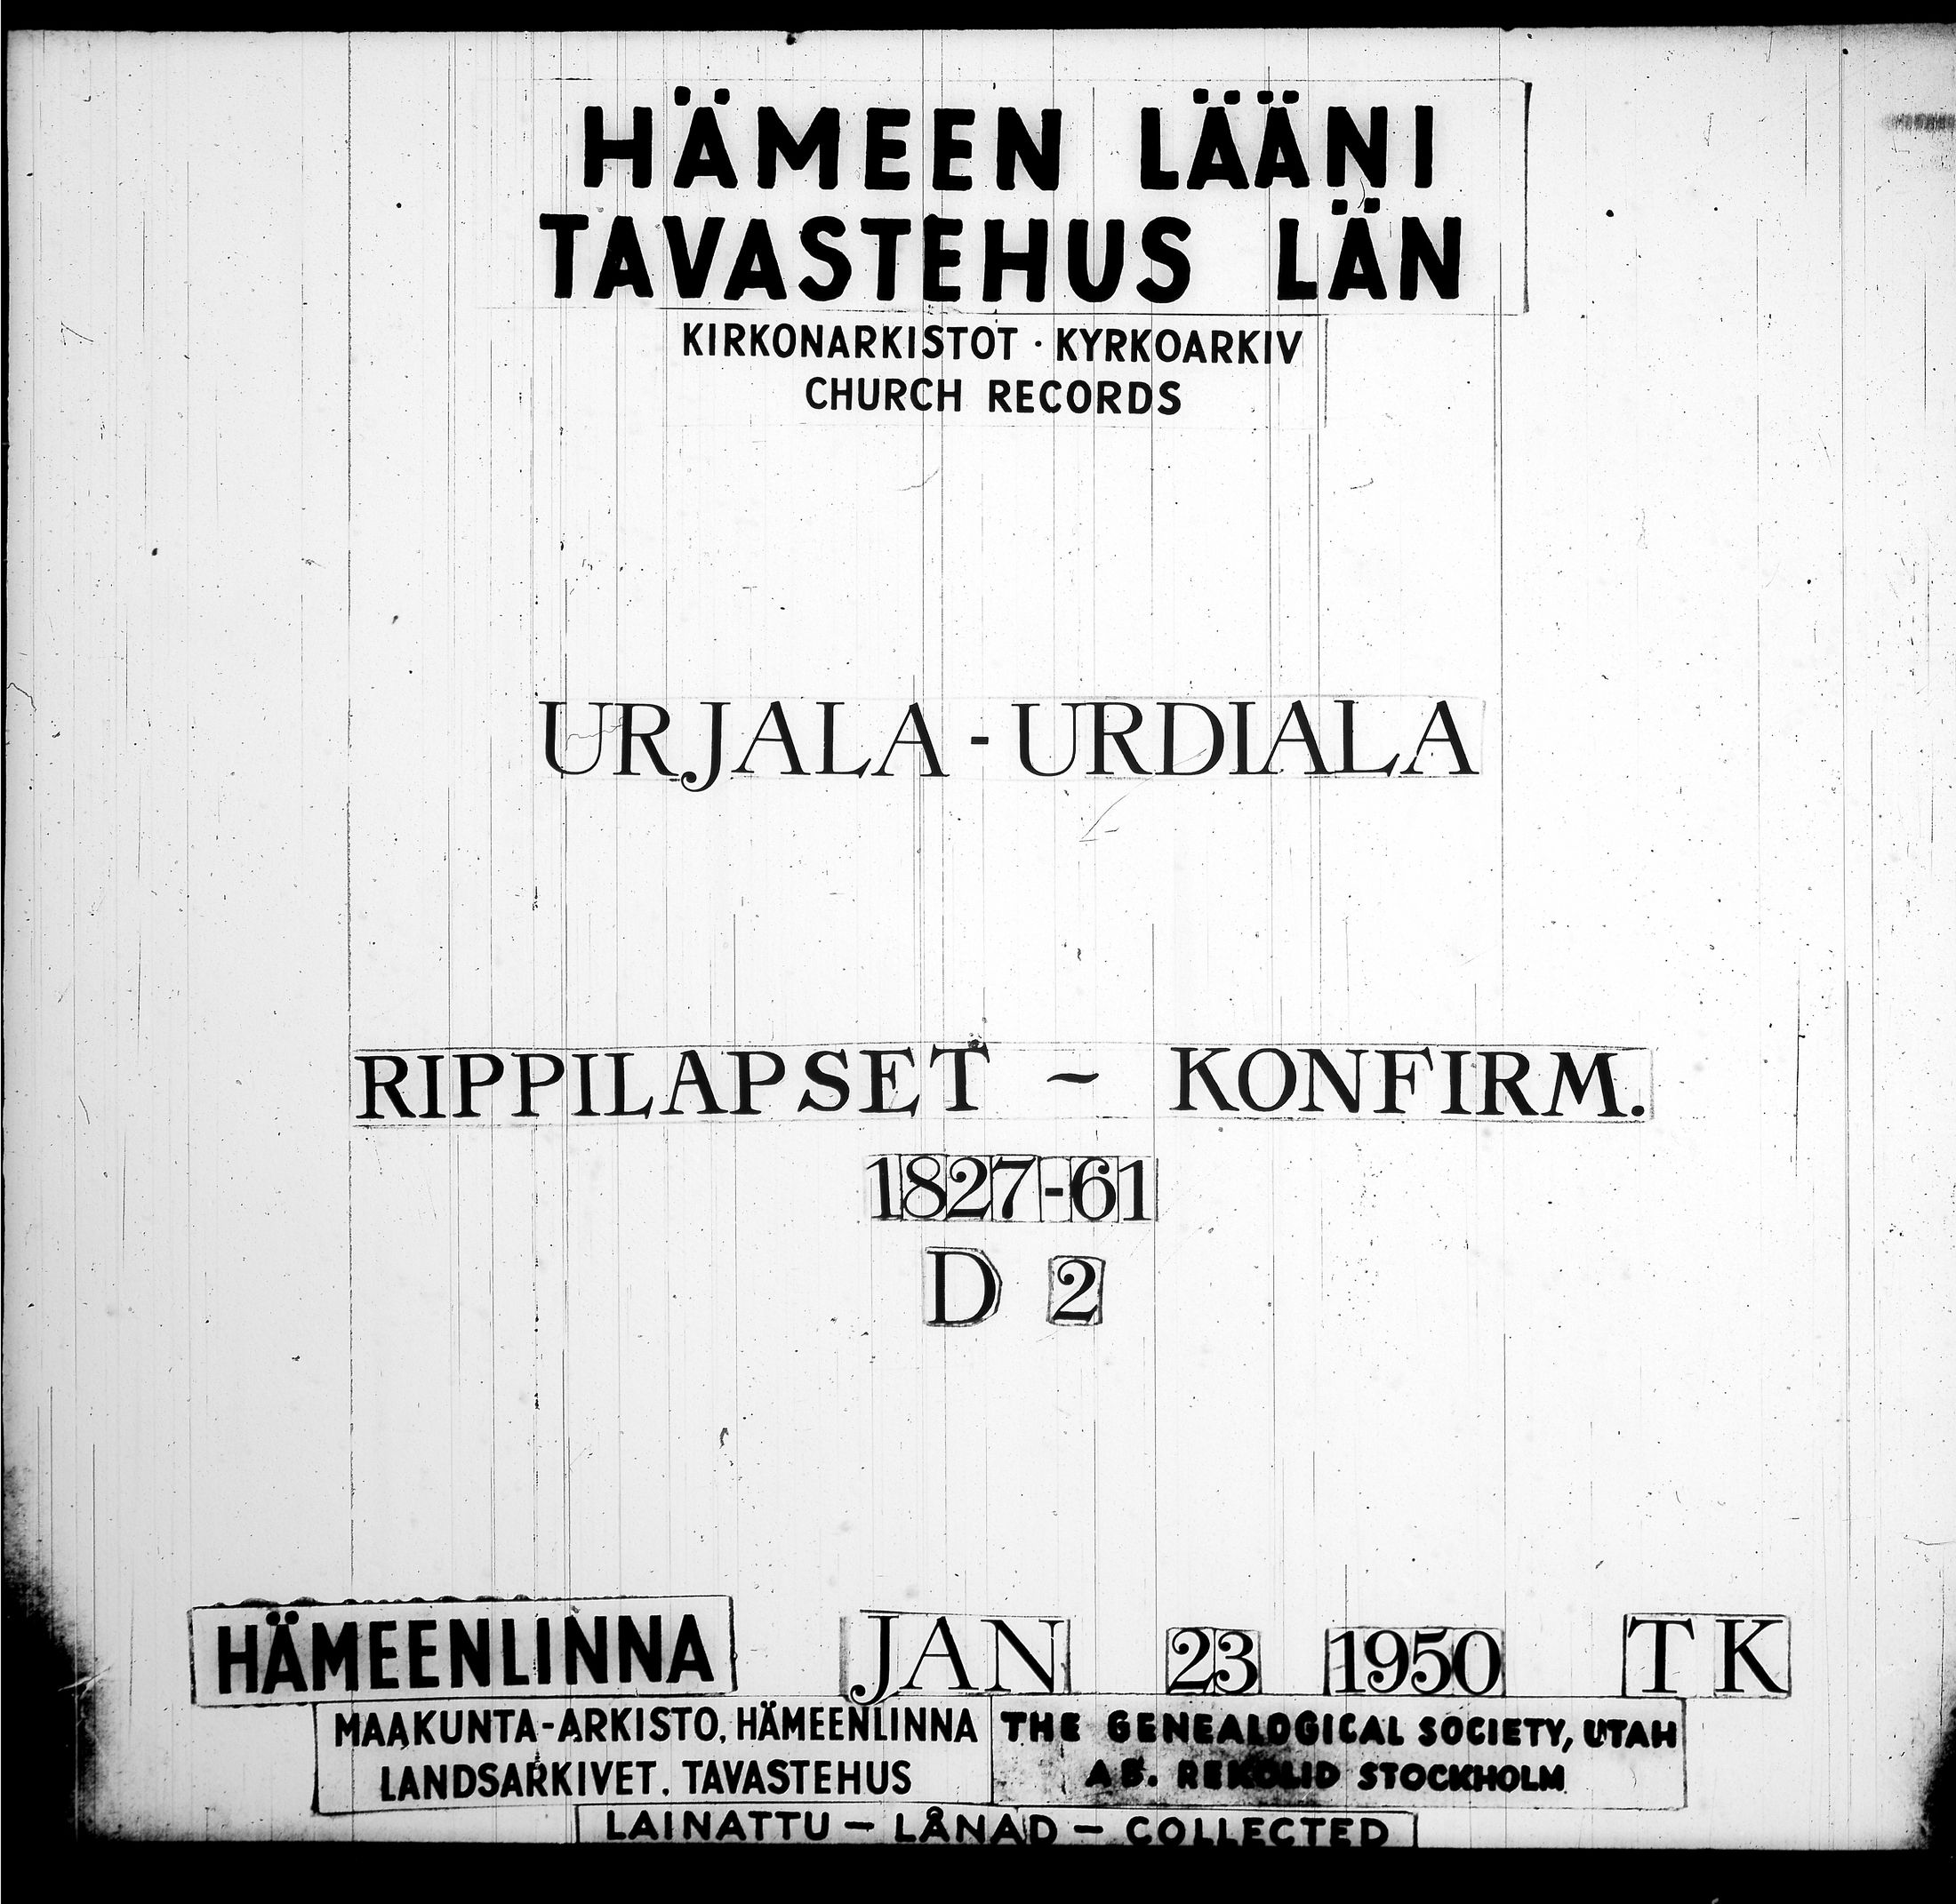 HÄMEEN LÄÄNI
TAVASTEHUS LÄN
KIRKONARKISTOT · KYRKOARKIV
CHURCH RECORDS
URJALA - URDIALA
RIPPILAPSET – KONFIRM.
1827-61
D 2
HÄMEENLINNA JAN 23 1950 TK
MAAKUNTA-ARKISTO, HÄMEENLINNA
LANDSARKIVET. TAVASTEHUS
THE GENEALOGICAL SOCIETY, UTAH
AB. REKOLID STOCKHOLM
LAINATTU – LÅNAD – COLLECTED